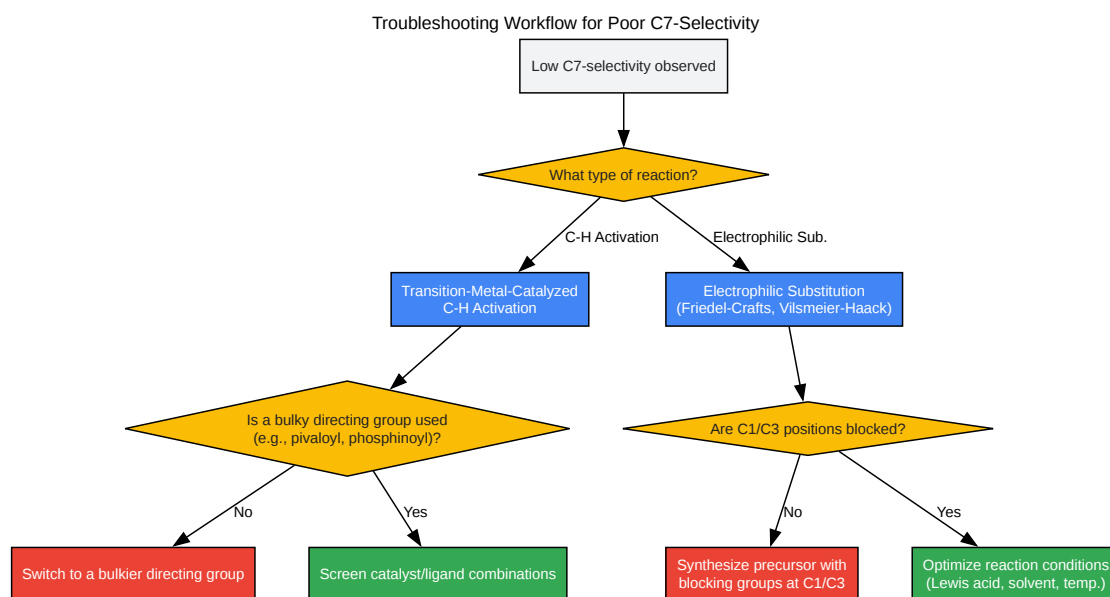 Troubleshooting Workflow for Poor C7-Selectivity
Low C7-selectivity observed
What type of reaction?
C-H Activation
Electrophilic Sub.
Transition-Metal-Catalyzed
C-H Activation
Electrophilic Substitution
(Friedel-Crafts, Vilsmeier-Haack)
Is a bulky directing group used
(e.g., pivaloyl, phosphinoyl)?
Are C1/C3 positions blocked?
No
Yes
No
Yes
Switch to a bulkier directing group
Screen catalyst/ligand combinations
Synthesize precursor with
blocking groups at C1/C3
Optimize reaction conditions
(Lewis acid, solvent, temp.)